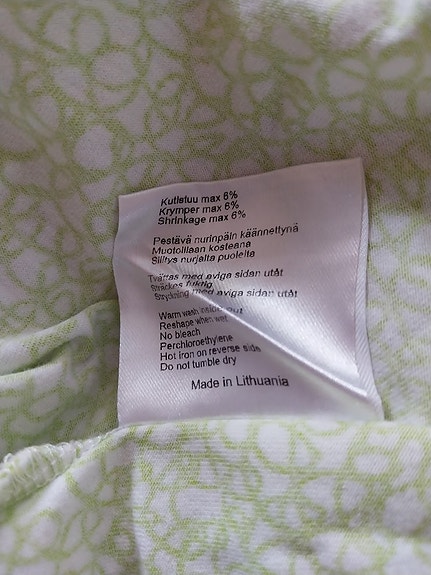 Kutistuu max 6%
Krymper max 6%
Shrinkage max 6%
Pestävä nurinpäin käännettynä
Muotoillaan kosteana
Silitys nurjalta puolelta
Tvättas med aviga sidan utåt
Sträckes fuktig
Strykning med aviga sidan utåt
Warm wash inside out
Reshape when wet
No bleach
Perchloroethylene
Hot iron on reverse side
Do not tumble dry
Made in Lithuania